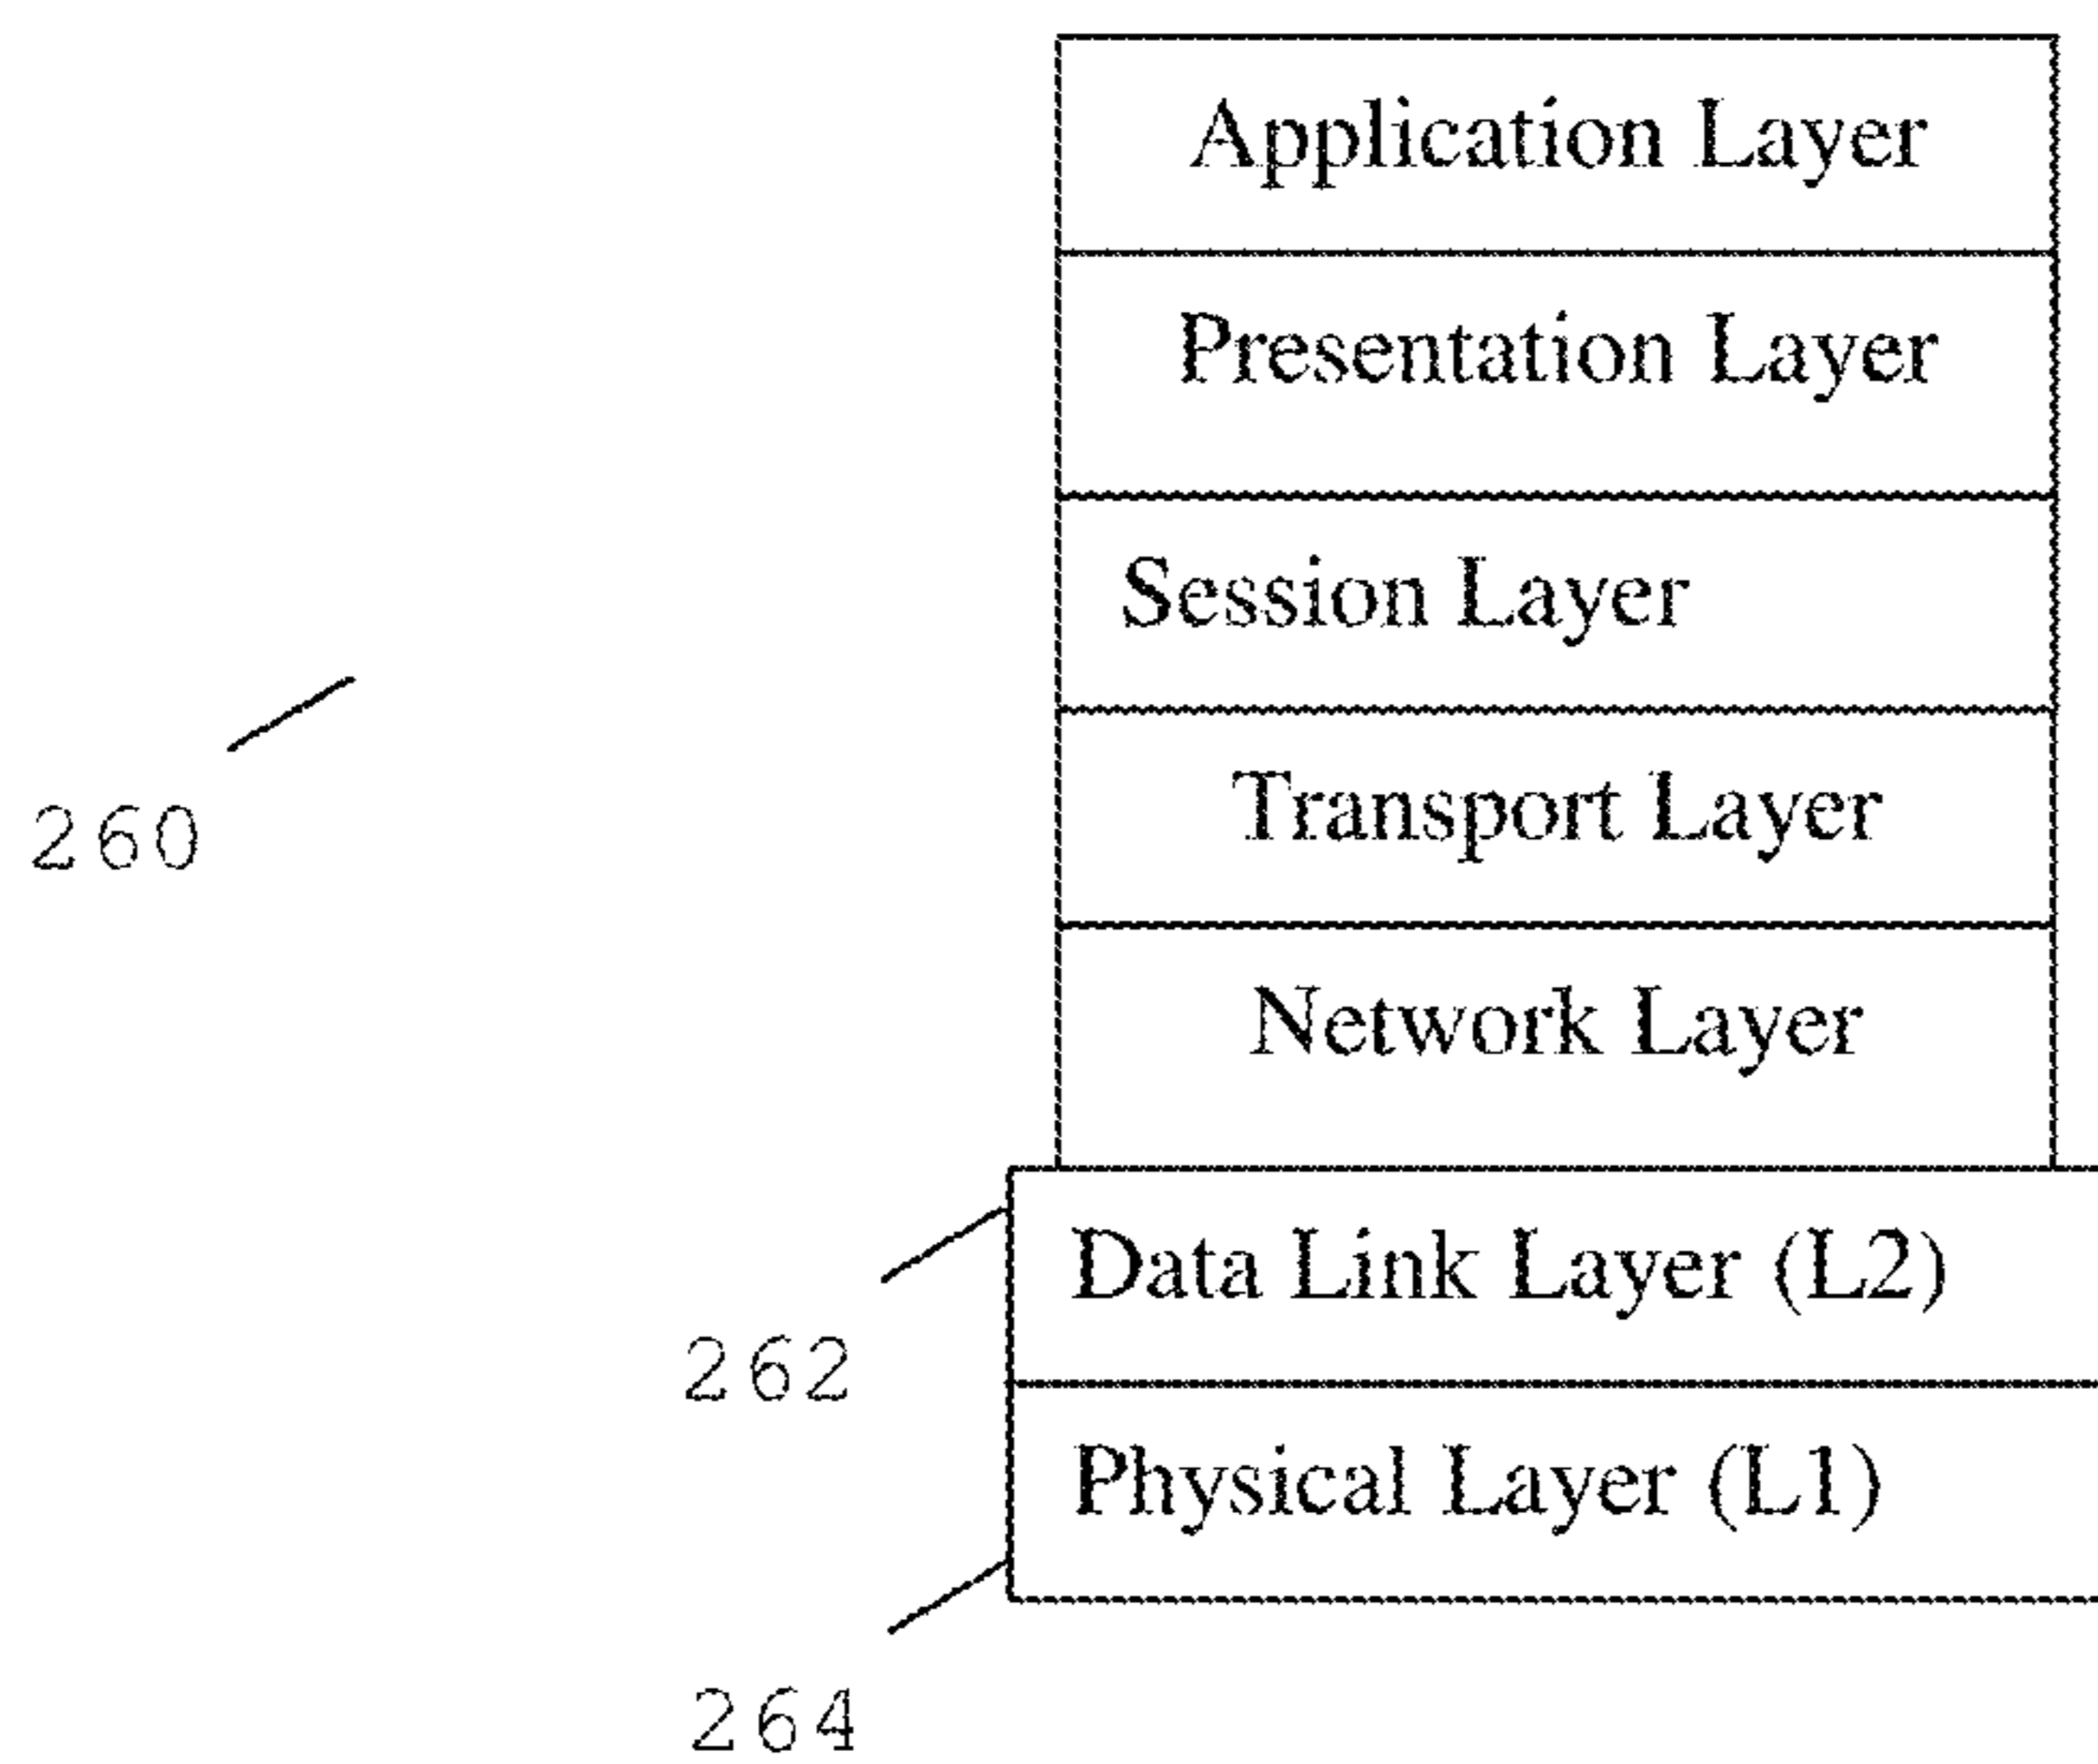 Application Layer
Presentation Layer
Session Layer
Transport Layer
260
Network Layer
Data Link Layer (L2)
262
Physical Layer (L1)
264